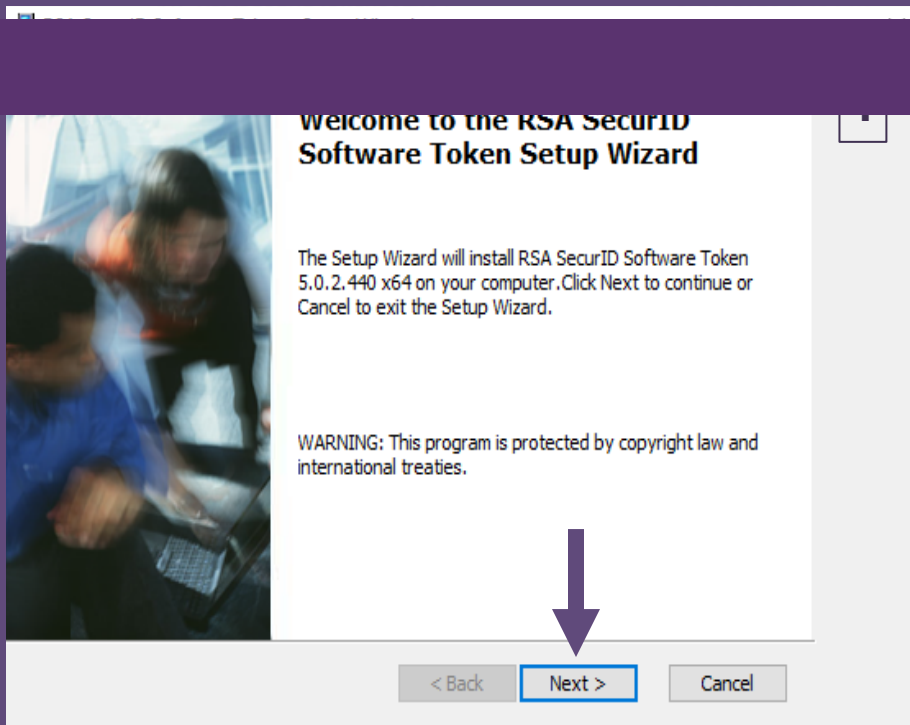 Welcome to the RSA SecurID
Software Token Setup Wizard
The Setup Wizard will install RSA SecurID Software Token
5.0.2.440 x64 on your computer.Click Next to continue or
Cancel to exit the Setup Wizard.
WARNING: This program is protected by copyright law and
international treaties.
< Back
Next >
Cancel